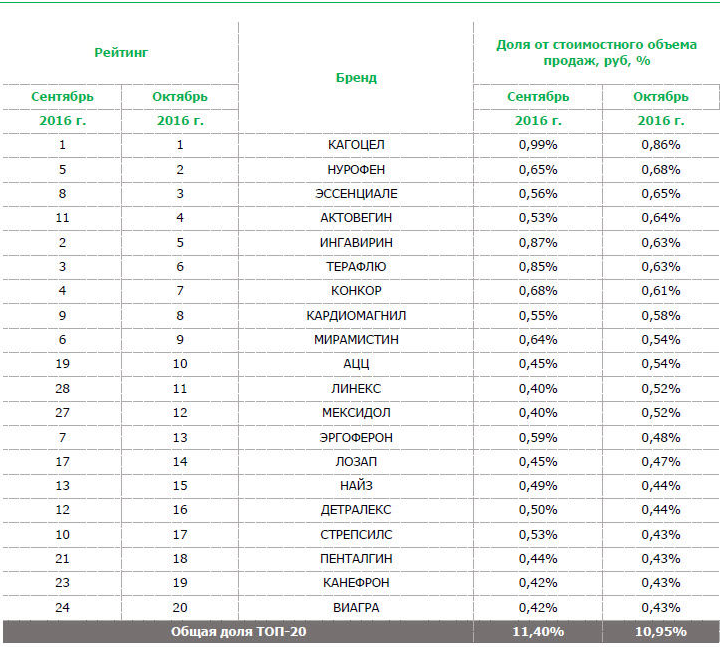 Рейтинг
Бренд
Доля от стоимостного объема
продаж, руб, %
Сентябрь Октябрь Сентябрь Октябрь
2016 г. 2016 г. 2016 г. 2016 г.
1 1 КАГОЦЕЛ 0,99% 0,86%
5 2 НУРОФЕН 0,65% 0,68%
8 3 ЭССЕНЦИАЛЕ 0,56% 0,65%
11 4 АКТОВЕГИН 0,53% 0,64%
2 5 ИНГАВИРИН 0,87% 0,63%
3 6 ТЕРАФЛЮ 0,85% 0,63%
4 7 КОНКОР 0,68% 0,61%
9 8 КАРДИОМАГНИЛ 0,55% 0,58%
6 9 МИРАМИСТИН 0,64% 0,54%
19 10 АЦЦ 0,45% 0,54%
28 11 ЛИНЕКС 0,40% 0,52%
27 12 МЕКСИДОЛ 0,40% 0,52%
7 13 ЭРГОФЕРОН 0,59% 0,48%
17 14 ЛОЗАП 0,45% 0,47%
13 15 НАЙЗ 0,49% 0,44%
12 16 ДЕТРАЛЕКС 0,50% 0,44%
10 17 СТРЕПСИЛС 0,53% 0,43%
21 18 ПЕНТАЛГИН 0,44% 0,43%
23 19 КАНЕФРОН 0,42% 0,43%
24 20 ВИАГРА 0,42% 0,43%
Общая доля ТОП-20 11,40% 10,95%